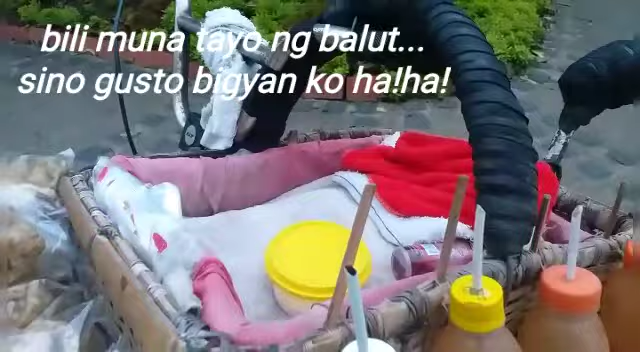 bili muna tayo ng balut...
sino gusto bigyan ko ha!ha!